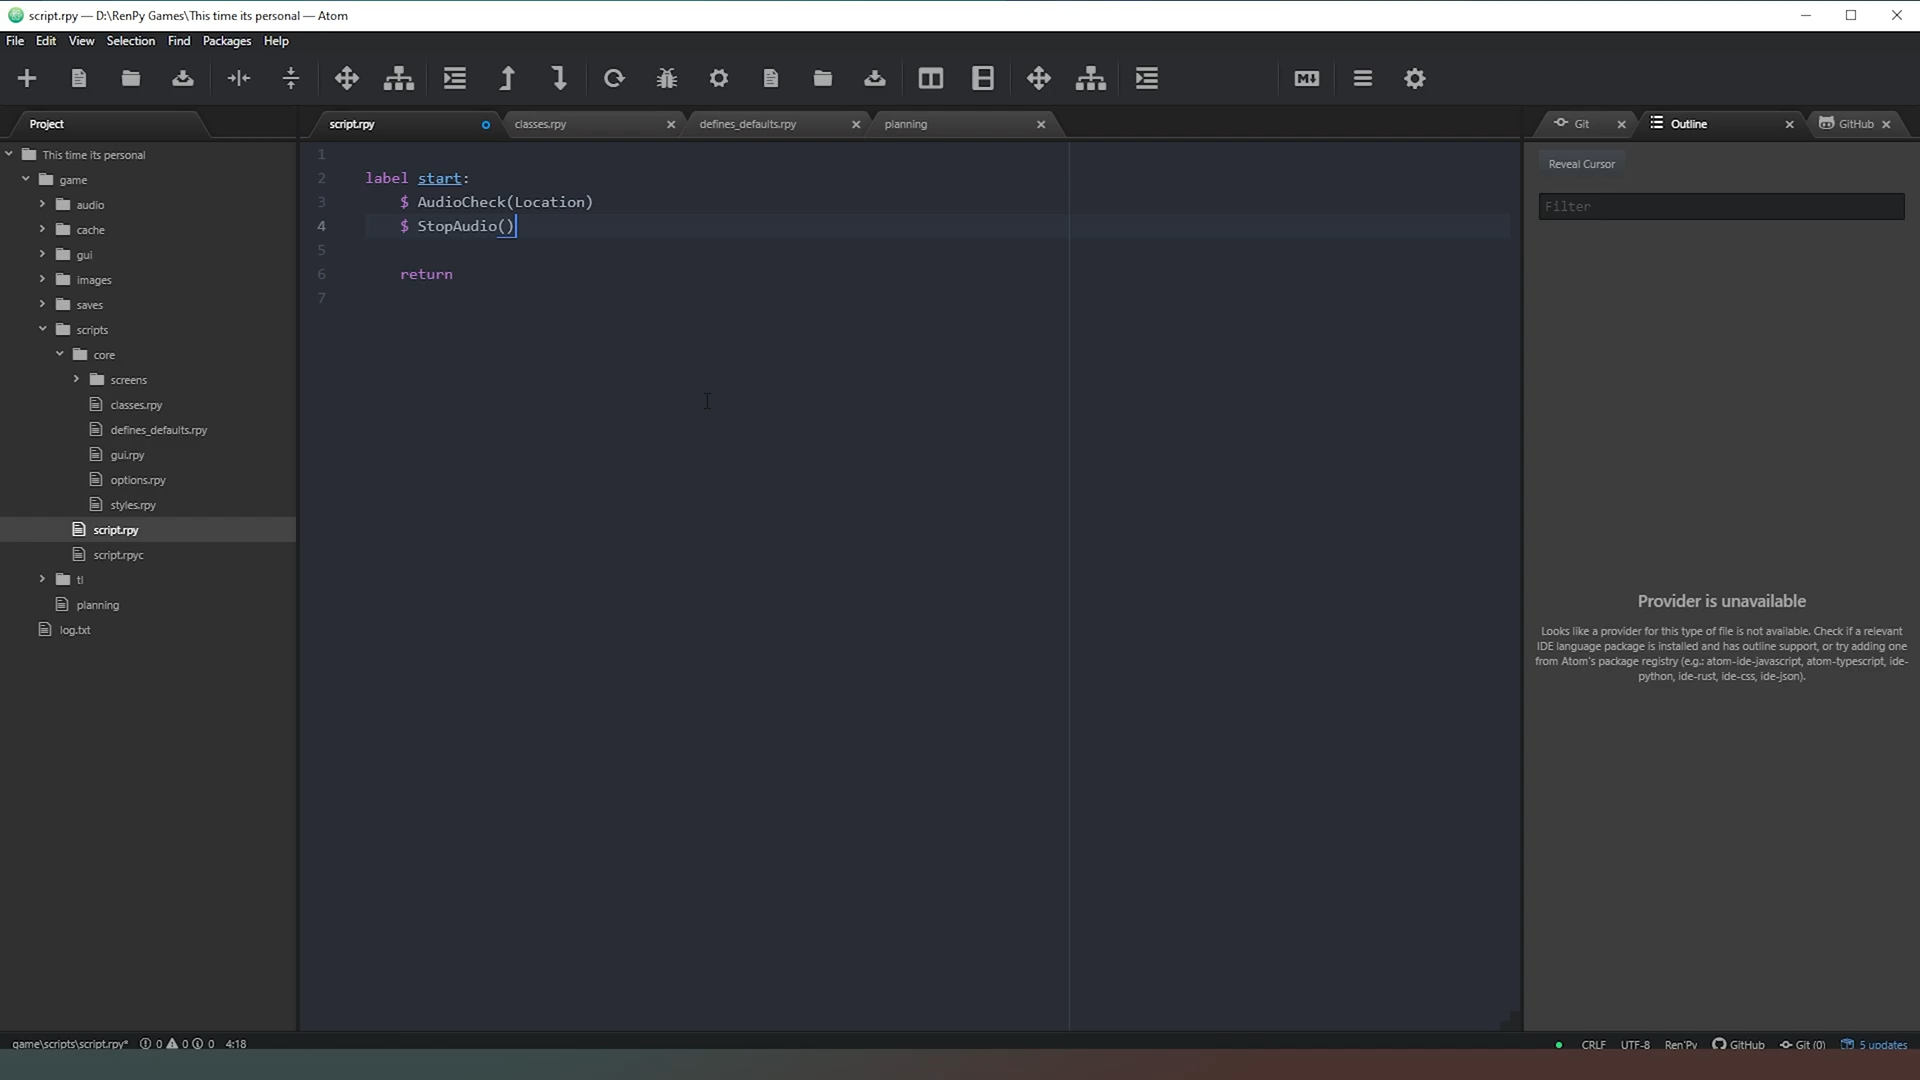 script.rpy — D:\RenPy Games\This time its personal — Atom
File Edit View Selection Find Packages Help
Project
script.rpy
classes.rpy
defines_defaults.rpy
planning
Git
Outline
GitHub
This time its personal
game
audio
cache
gui
images
saves
scripts
core
screens
classes.rpy
defines_defaults.rpy
gui.rpy
options.rpy
styles.rpy
script.rpy
script.rpyc
tl
planning
log.txt
1
2 label start:
3 $ AudioCheck(Location)
4 $ StopAudio()
5
6 return
7
Reveal Cursor
Filter
Provider is unavailable
Looks like a provider for this type of file is not available. Check if a relevant
IDE language package is installed and has outline support, or try adding one
from Atom's package registry (e.g.: atom-ide-javascript, atom-typescript, ide-
python, ide-rust, ide-css, ide-json).
game\scripts\script.rpy* 0 0 0 4:18
CRLF UTF-8 Ren'Py GitHub Git (0) 5 updates